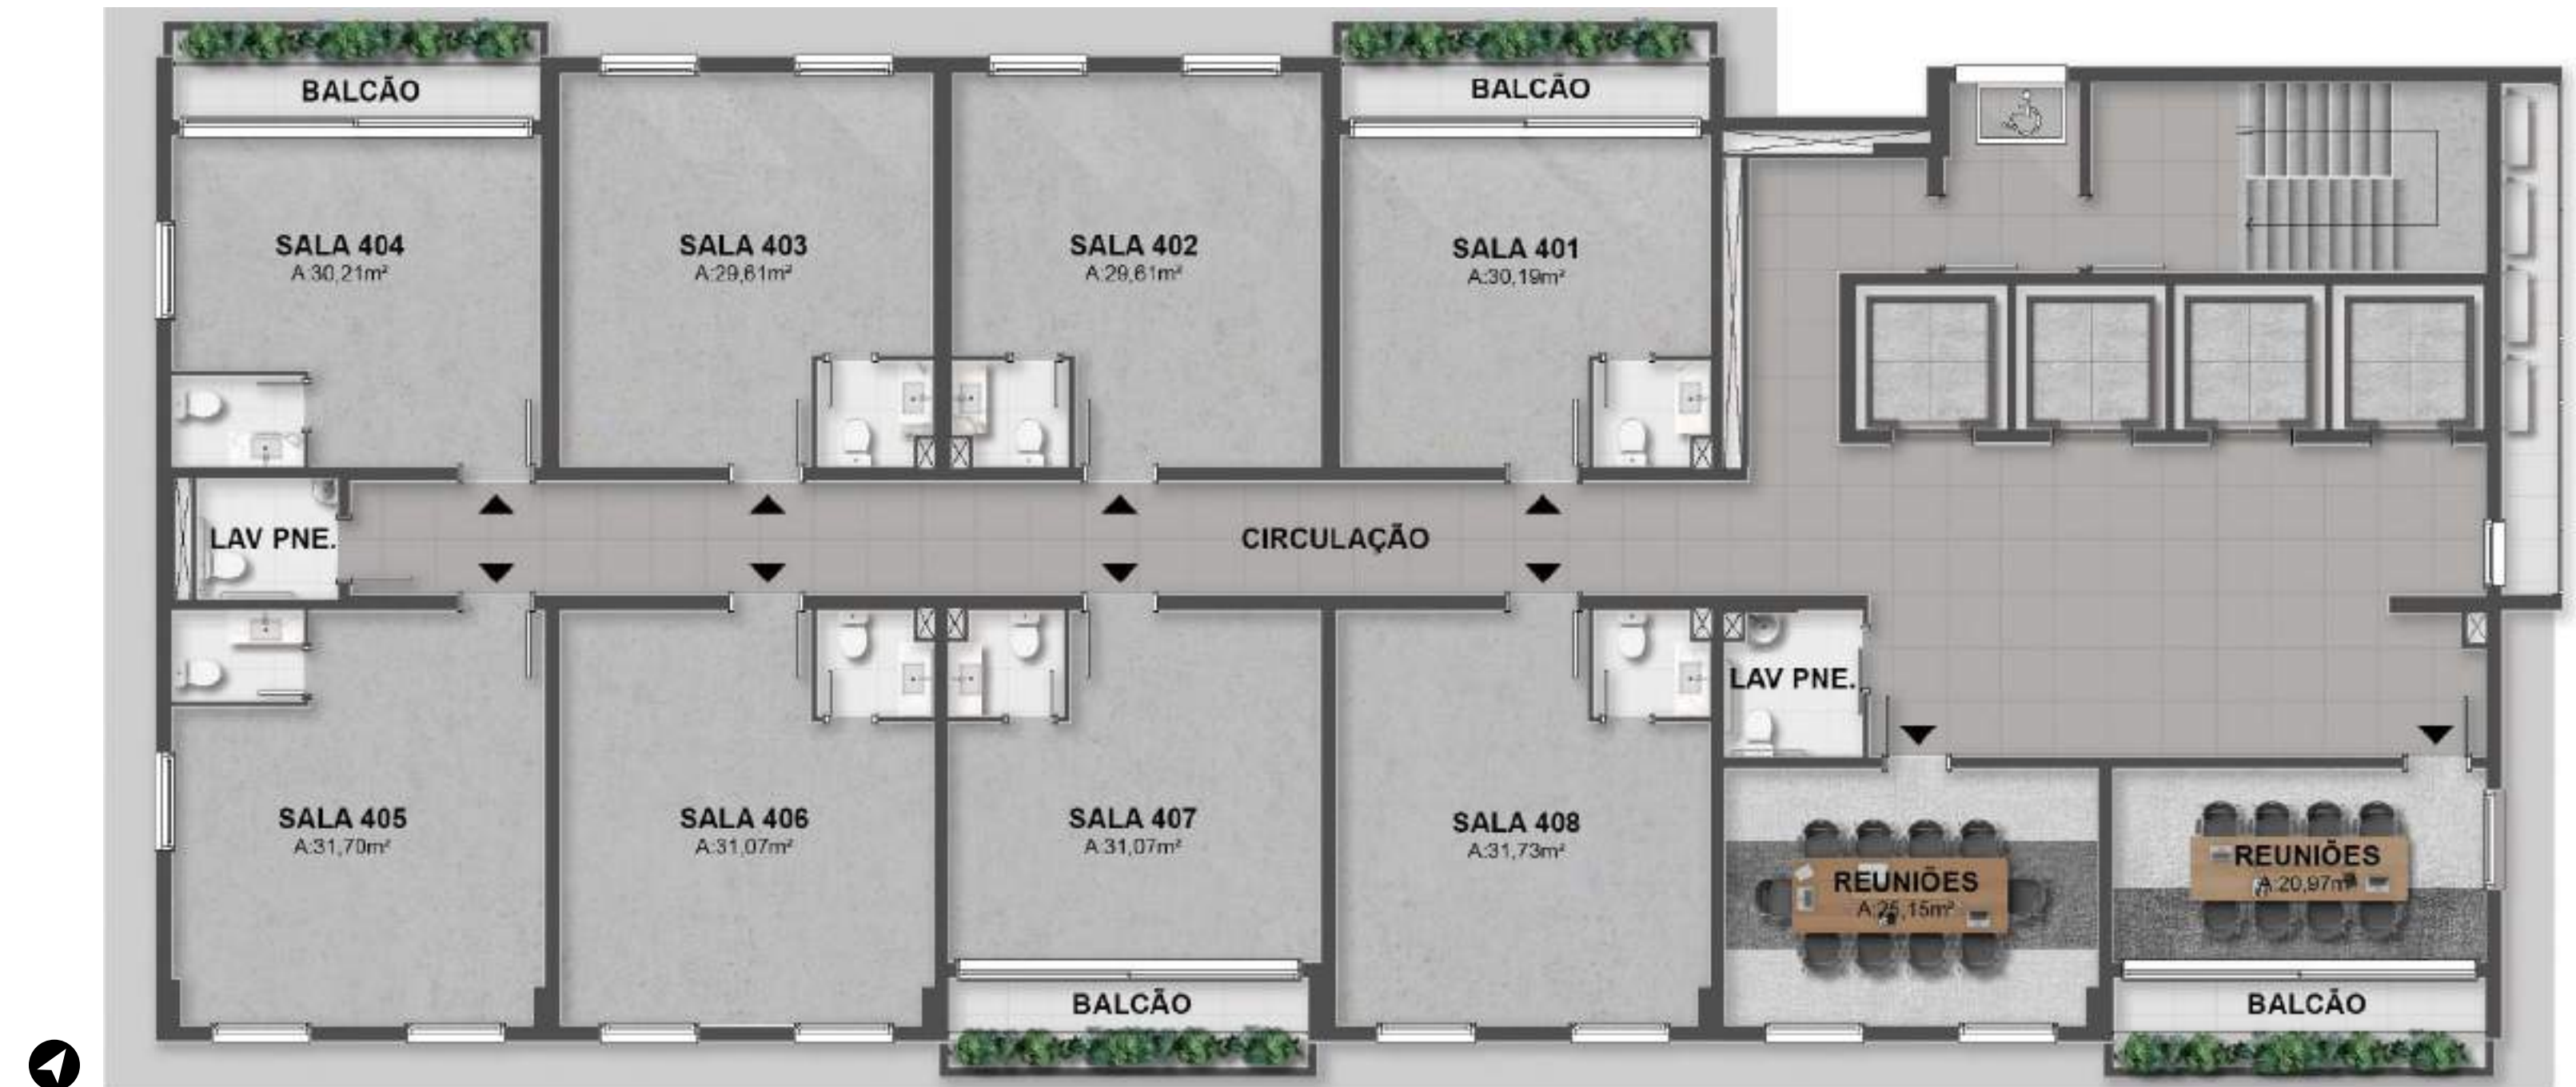 BALCÃO
BALCÃO
SALA 404
A:30,21m²
SALA 403
A:29,61m²
SALA 402
A:29,61m²
SALA 401
A:30,19m²
LAV PNE.
CIRCULAÇÃO
LAV PNE.
SALA 405
A:31,70m²
SALA 406
A:31,07m²
SALA 407
A:31,07m²
SALA 408
A:31,73m²
REUNIÕES
A:25,15m²
REUNIÕES
A:20,97m²
BALCÃO
BALCÃO